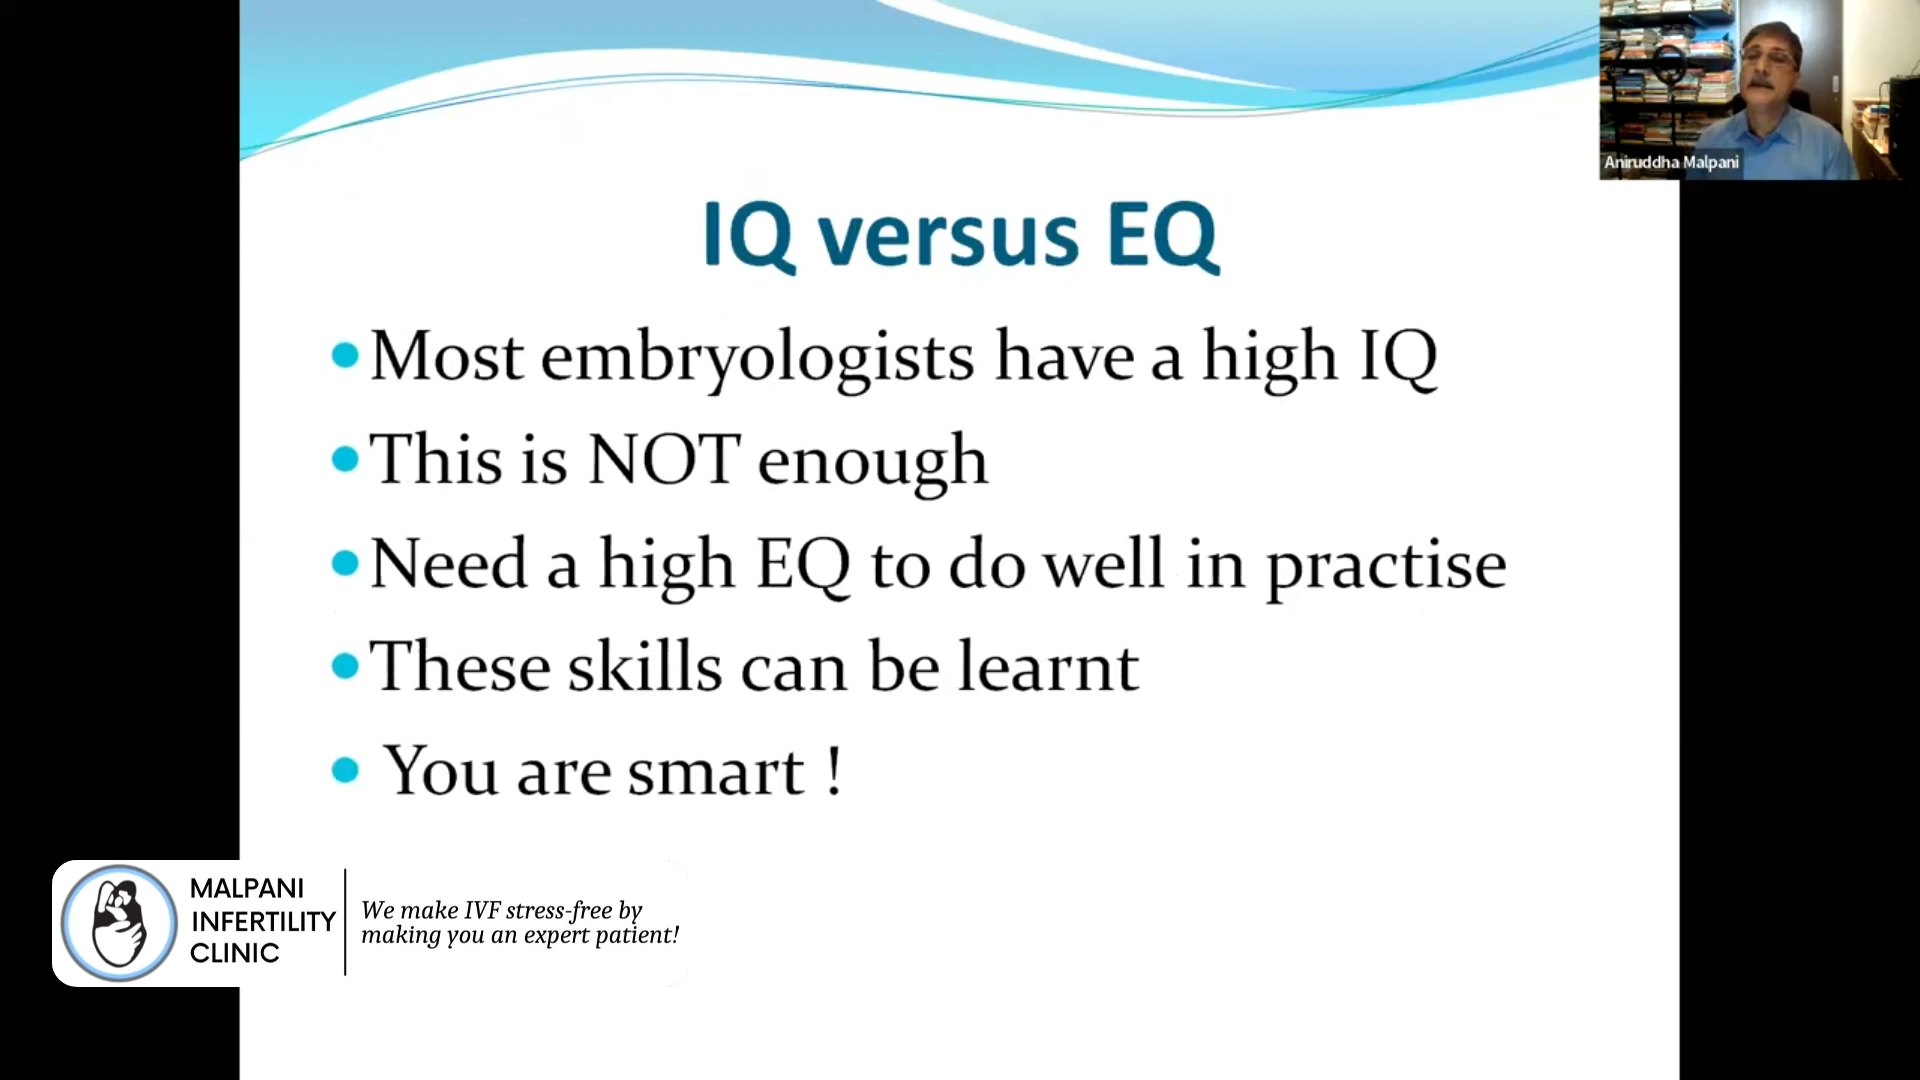 Aniruddha Malpani
IQ versus EQ
Most embryologists have a high IQ
This is NOT enough
Need a high EQ to do well in practise
These skills can be learnt
You are smart !
MALPANI
INFERTILITY
CLINIC
We make IVF stress-free by
making you an expert patient!